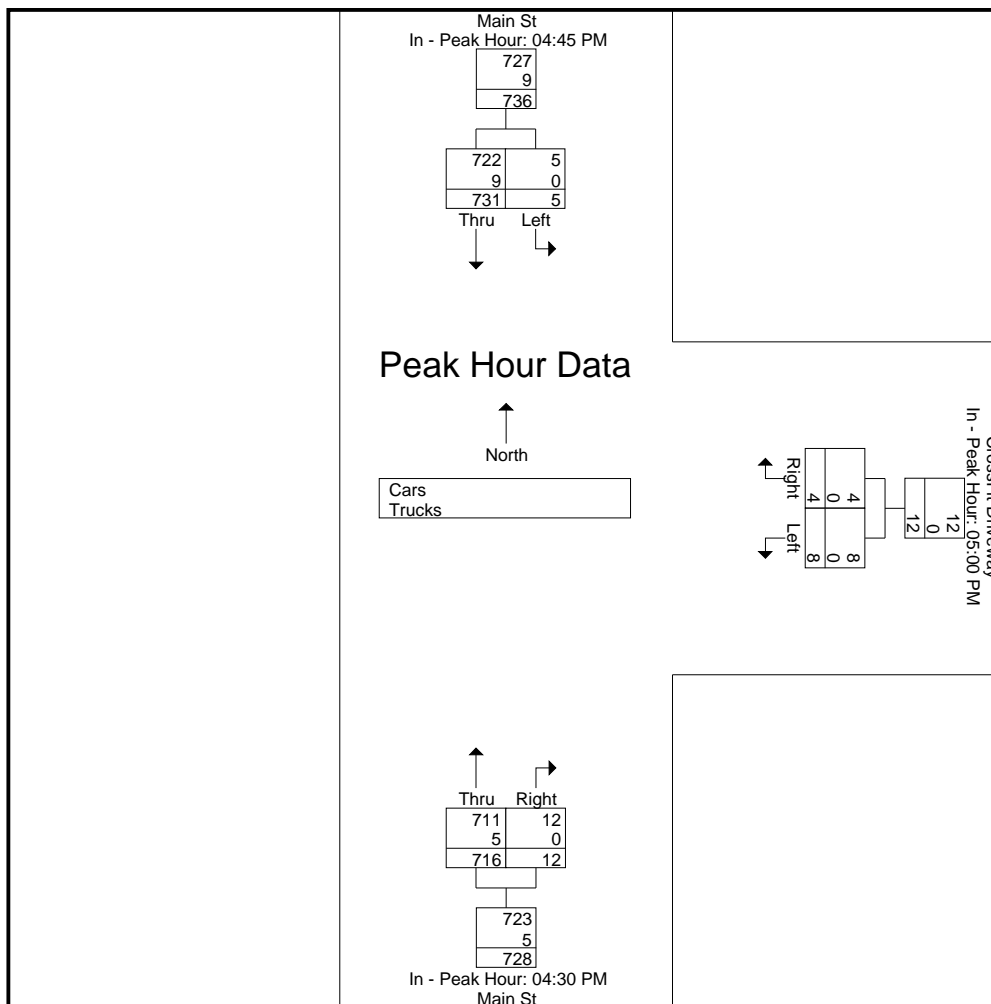 Main St
In - Peak Hour: 04:45 PM
727
9
736
722 5
9 0
731 5
Thru Left
Peak Hour Data
North
Cars
Trucks
Right
4
0
4
Left
8
0
8
12
0
12
In - Peak Hour: 05:00 PM
Driveway
Thru Right
711 12
5 0
716 12
723
5
728
In - Peak Hour: 04:30 PM
Main St